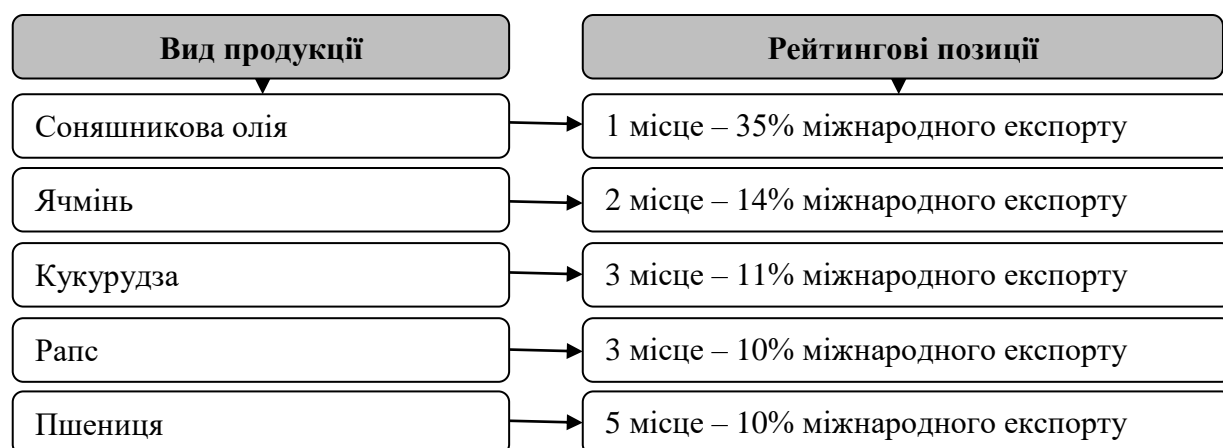 Вид продукції Рейтингові позиції
Соняшникова олія 1 місце – 35% міжнародного експорту
Ячмінь 2 місце – 14% міжнародного експорту
Кукурудза 3 місце – 11% міжнародного експорту
Рапс 3 місце – 10% міжнародного експорту
Пшениця 5 місце – 10% міжнародного експорту